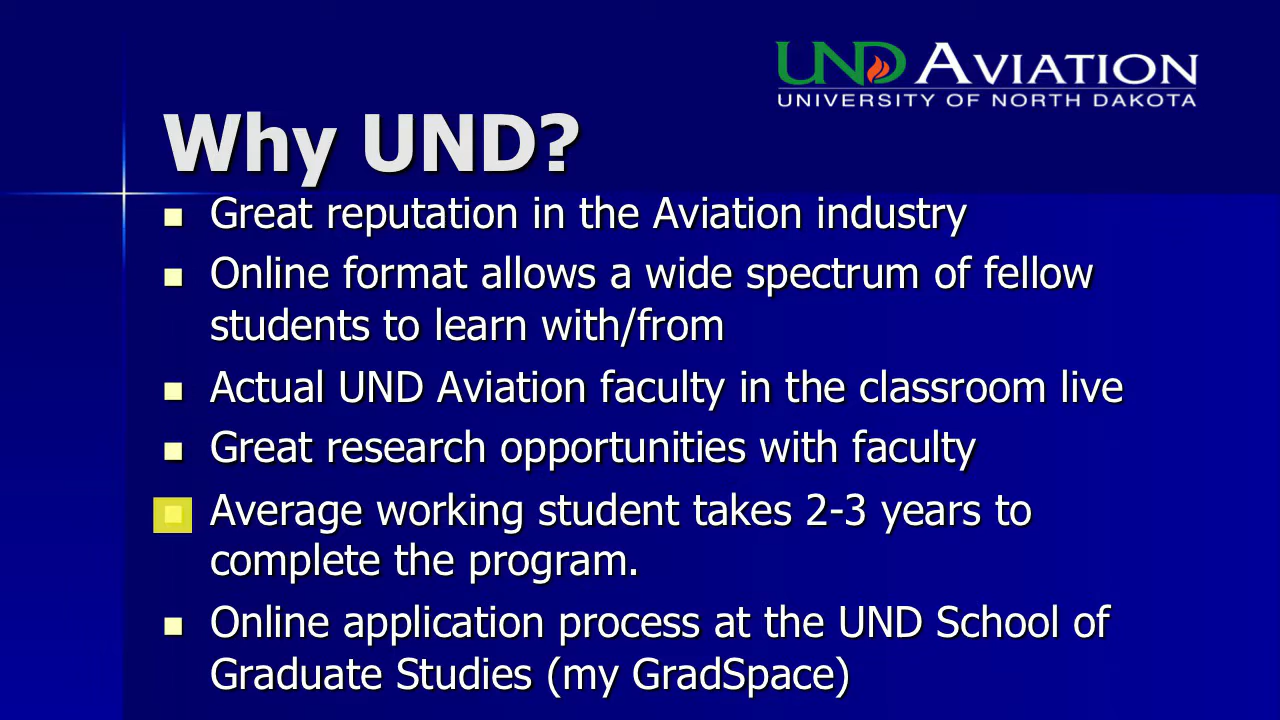 UND AVIATION
UNIVERSITY OF NORTH DAKOTA
Why UND?
Great reputation in the Aviation industry
Online format allows a wide spectrum of fellow
students to learn with/from
Actual UND Aviation faculty in the classroom live
Great research opportunities with faculty
Average working student takes 2-3 years to
complete the program.
Online application process at the UND School of
Graduate Studies (my GradSpace)